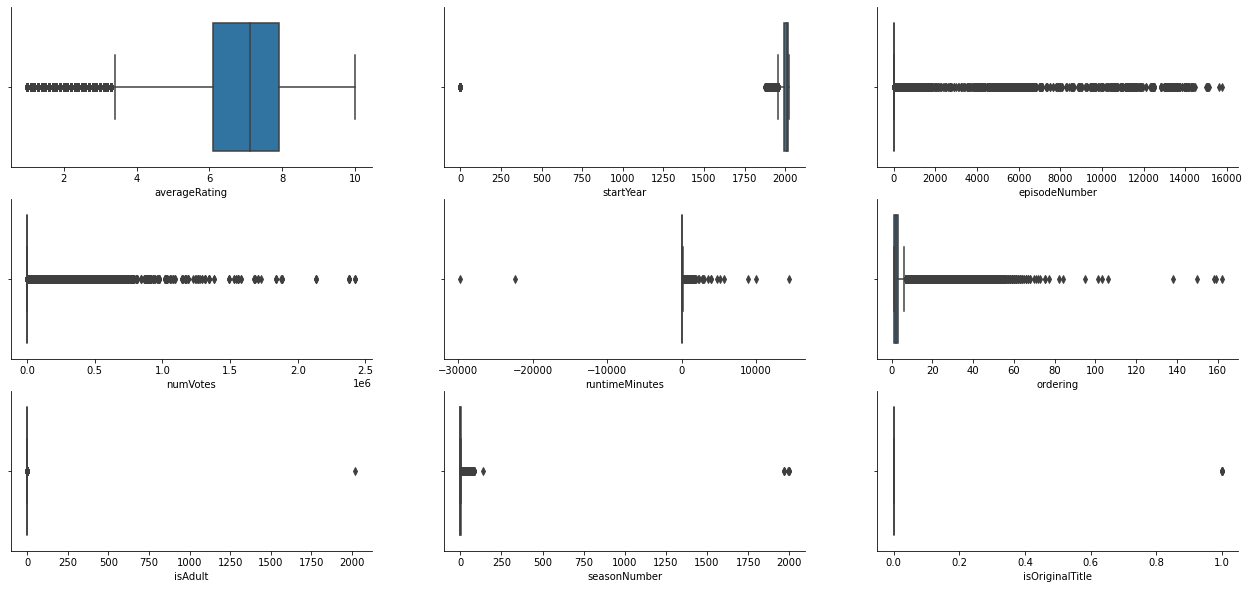 2 4 6 8 10
averageRating
0 250 500 750 1000 1250 1500 1750 2000
startYear
0 2000 4000 6000 8000 10000 12000 14000 16000
episodeNumber
0.0 0.5 1.0 1.5 2.0 2.5
1e6
numVotes
−30000 −20000 −10000 0 10000
runtimeMinutes
0 20 40 60 80 100 120 140 160
ordering
0 250 500 750 1000 1250 1500 1750 2000
isAdult
0 250 500 750 1000 1250 1500 1750 2000
seasonNumber
0.0 0.2 0.4 0.6 0.8 1.0
isOriginalTitle